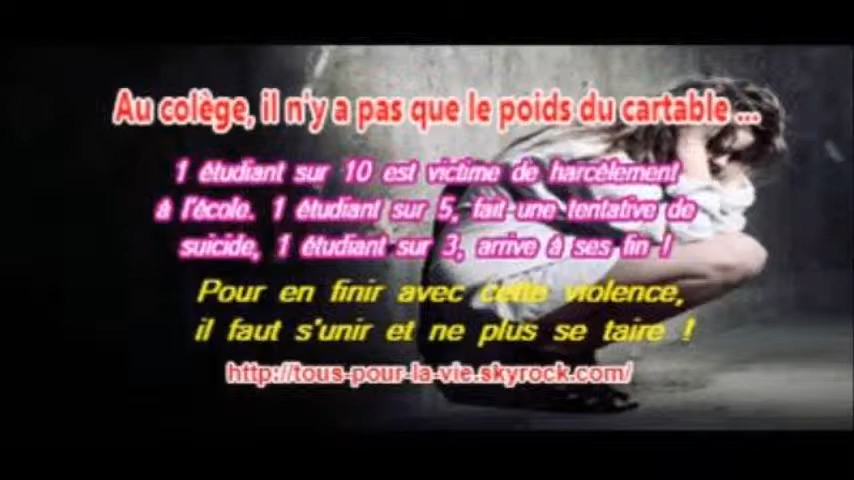 Au colège, il n'y a pas que le poids du cartable ...
1 étudiant sur 10 est victime de harcèlement
à l'école. 1 étudiant sur 5, fait une tentative de
suicide, 1 étudiant sur 3, arrive à ses fin !
Pour en finir avec cette violence,
il faut s'unir et ne plus se taire !
http://tous-pour-la-vie.skyrock.com/